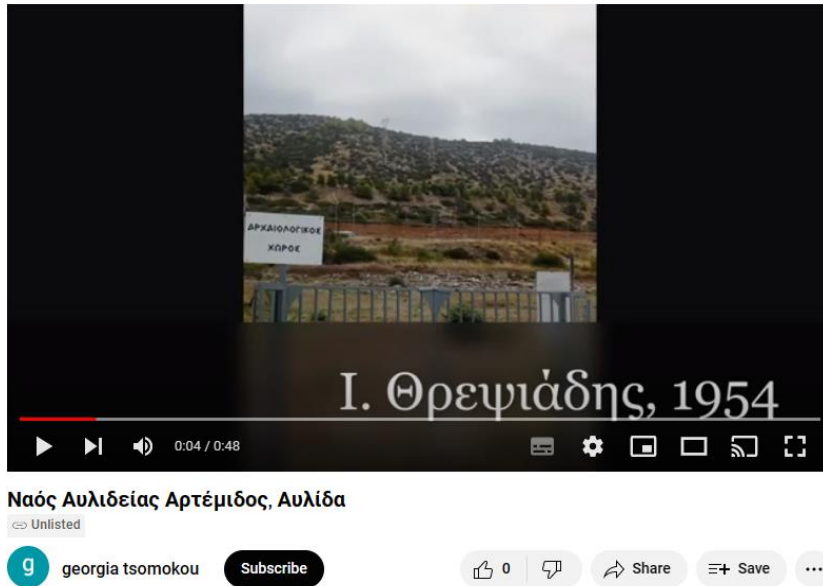 ΑΡΧΑΙΟΛΟΓΙΚΟΣ
ΧΩΡΟΣ
Ι. Θρεψιάδης, 1954
0:04 / 0:48
Ναός Αυλιδείας Αρτέμιδος, Αυλίδα
Unlisted
g georgia tsomokou Subscribe 0 Share Save